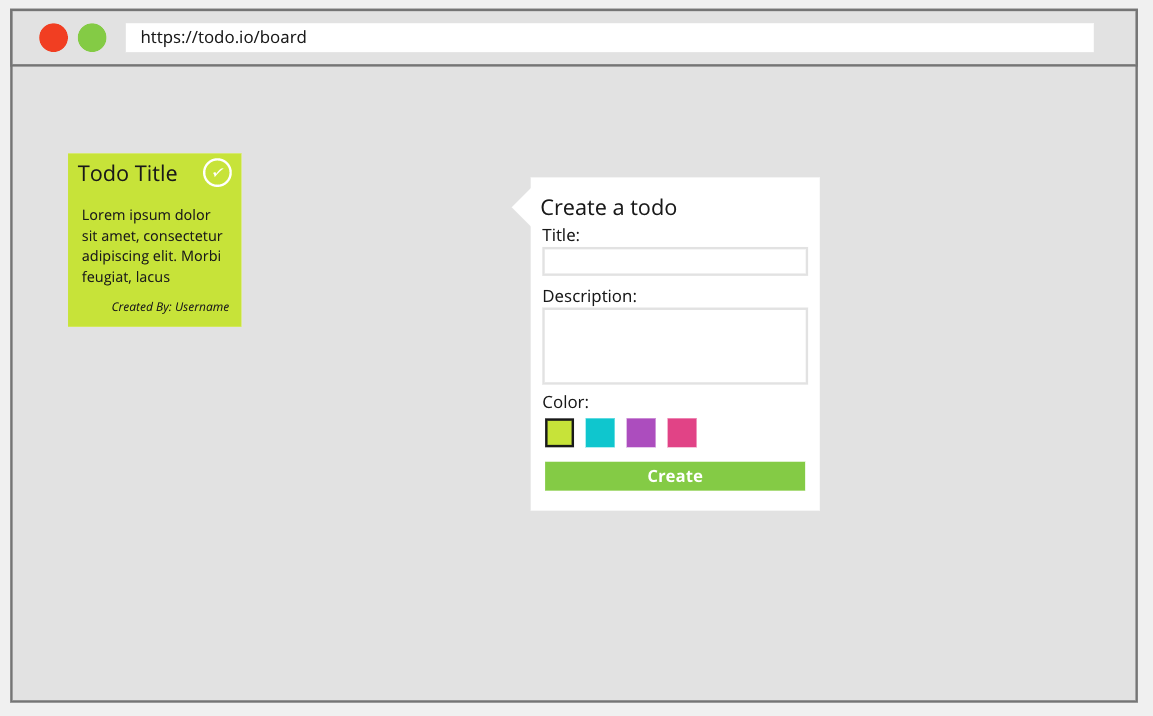 https://todo.io/board
Todo Title
Lorem ipsum dolor
sit amet, consectetur
adipiscing elit. Morbi
feugiat, lacus
Created By: Username
Create a todo
Title:
Description:
Color:
Create